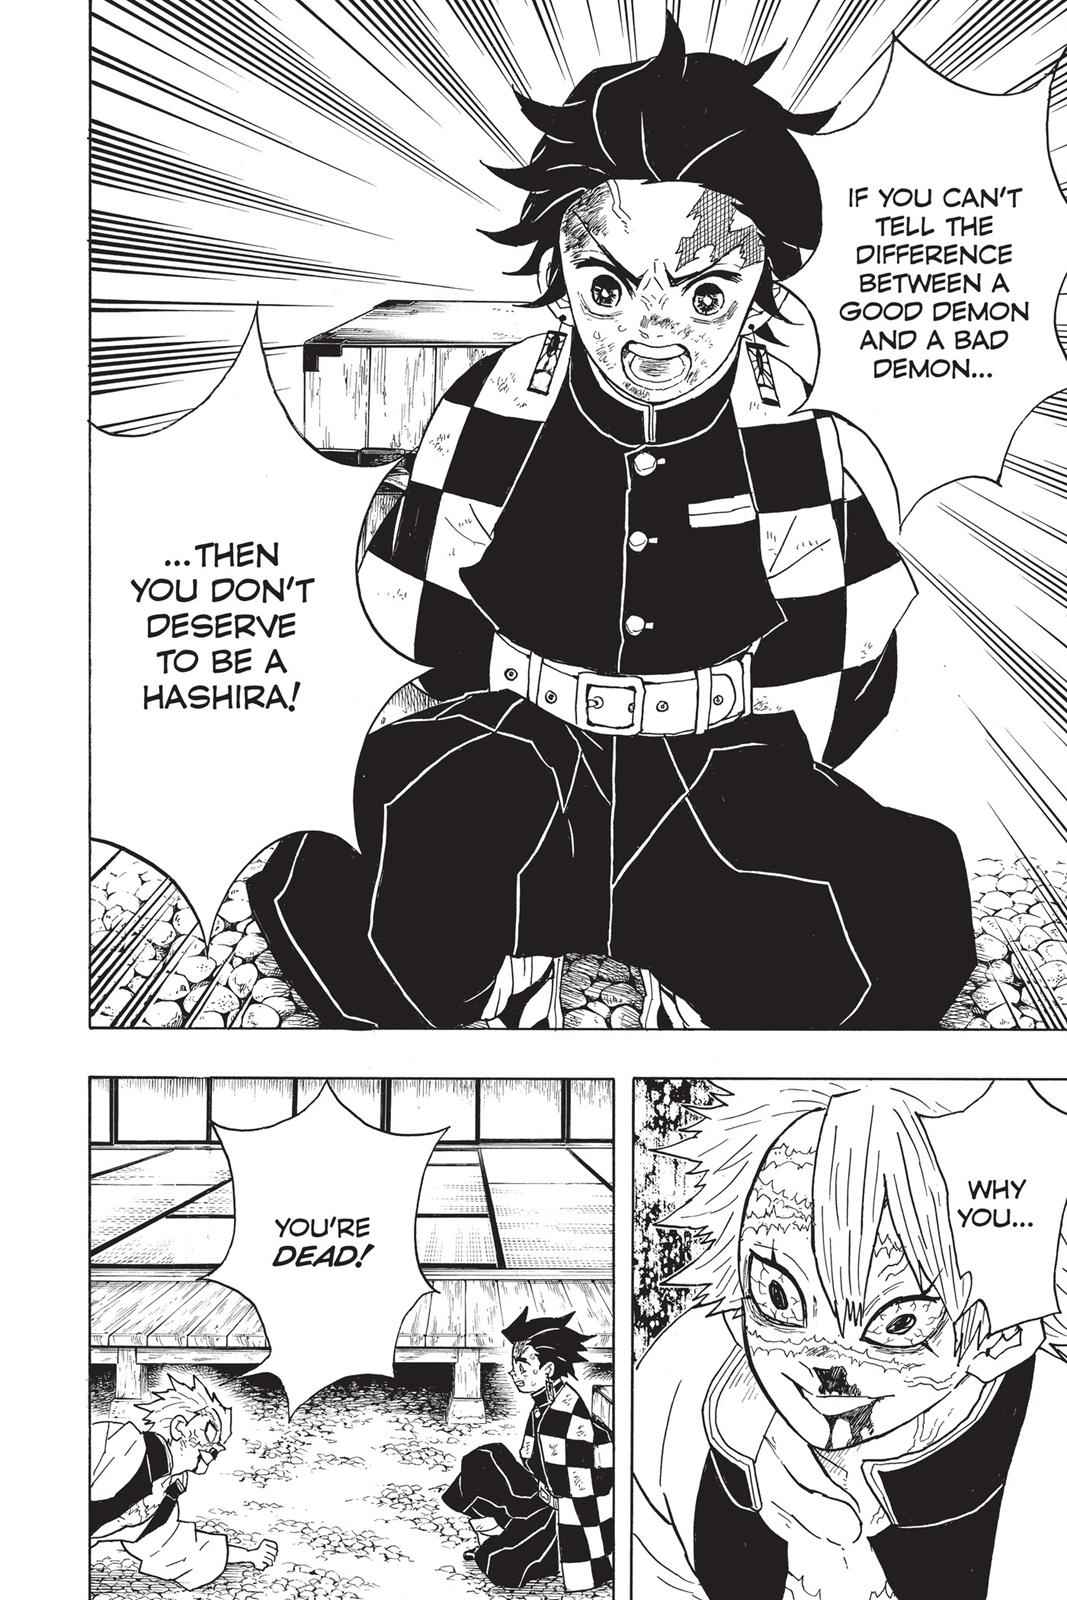 IF YOU CAN'T
TELL THE
DIFFERENCE
BETWEEN A
GOOD DEMON
AND A BAD
DEMON...
...THEN
YOU DON'T
DESERVE
TO BE A
HASHIRA!
WHY
YOU...
YOU'RE
DEAD!